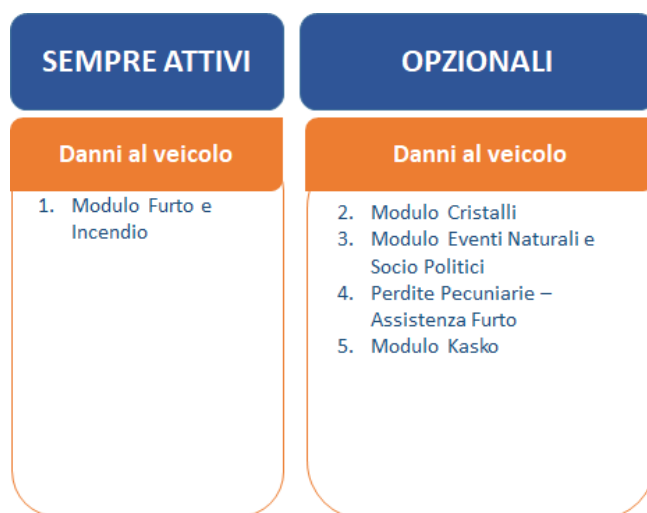 SEMPRE ATTIVI
Danni al veicolo
1. Modulo Furto e
Incendio
OPZIONALI
Danni al veicolo
2. Modulo Cristalli
3. Modulo Eventi Naturali e
Socio Politici
4. Perdite Pecuniarie –
Assistenza Furto
5. Modulo Kasko